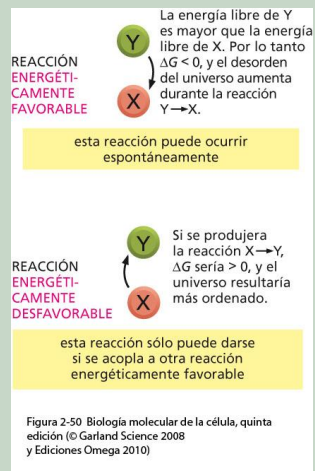 La energía libre de Y
es mayor que la energía
libre de X. Por lo tanto
ΔG < 0, y el desorden
del universo aumenta
durante la reacción
Y→X.
Y
X
REACCIÓN
ENERGÉTI-
CAMENTE
FAVORABLE
esta reacción puede ocurrir
espontáneamente
Si se produjera
la reacción X→Y,
ΔG sería > 0, y el
universo resultaría
más ordenado.
Y
X
REACCIÓN
ENERGÉTI-
CAMENTE
DESFAVORABLE
esta reacción sólo puede darse
si se acopla a otra reacción
energéticamente favorable
Figura 2-50 Biología molecular de la célula, quinta
edición (© Garland Science 2008
y Ediciones Omega 2010)